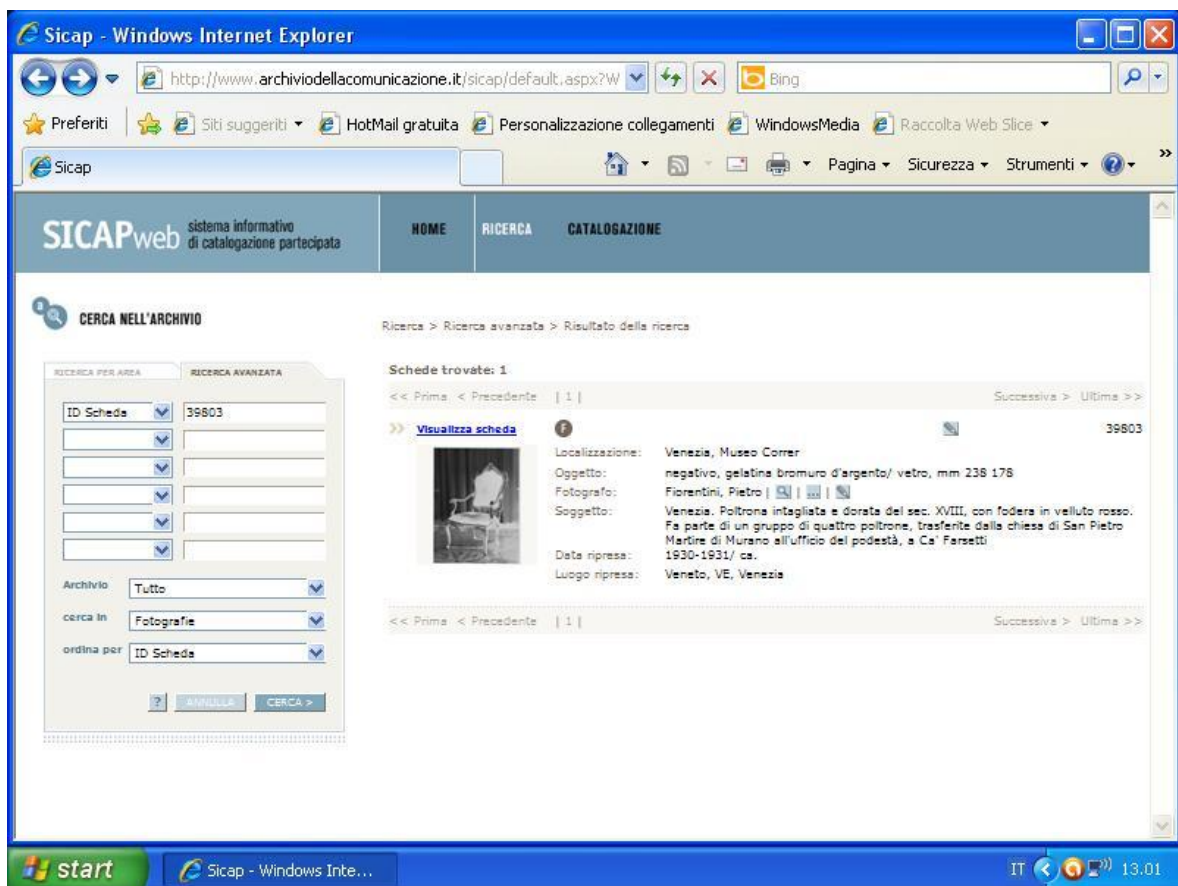 Sicap - Windows Internet Explorer
http://www.archiviodellacomunicazione.it/sicap/default.aspx?W
Bing
Preferiti
Siti suggeriti
HotMail gratuita
Personalizzazione collegamenti
WindowsMedia
Raccolta Web Slice
Sicap
Pagina
Sicurezza
Strumenti
SICAPweb
sistema informativo
di catalogazione partecipata
HOME
RICERCA
CATALOGAZIONE
CERCA NELL'ARCHIVIO
RICERCA PER AREA
RICERCA AVANZATA
ID Scheda
39803
Archivio
Tutto
cerca in
Fotografie
ordina per
ID Scheda
?
ANNULLA
CERCA >
Ricerca > Ricerca avanzata > Risultato della ricerca
Schede trovate: 1
<< Prima < Precedente | 1 | Successiva > Ultima >>
>> Visualizza scheda
F
39803
Localizzazione: Venezia, Museo Correr
Oggetto: negativo, gelatina bromuro d'argento/ vetro, mm 238 178
Fotografo: Fiorentini, Pietro | | ... |
Soggetto: Venezia. Poltrona intagliata e dorata del sec. XVIII, con fodera in velluto rosso.
Fa parte di un gruppo di quattro poltrone, trasferite dalla chiesa di San Pietro
Martire di Murano all'ufficio del podestà, a Ca' Farsetti
Data ripresa: 1930-1931/ ca.
Luogo ripresa: Veneto, VE, Venezia
<< Prima < Precedente | 1 | Successiva > Ultima >>
start
Sicap - Windows Inte...
IT
13.01